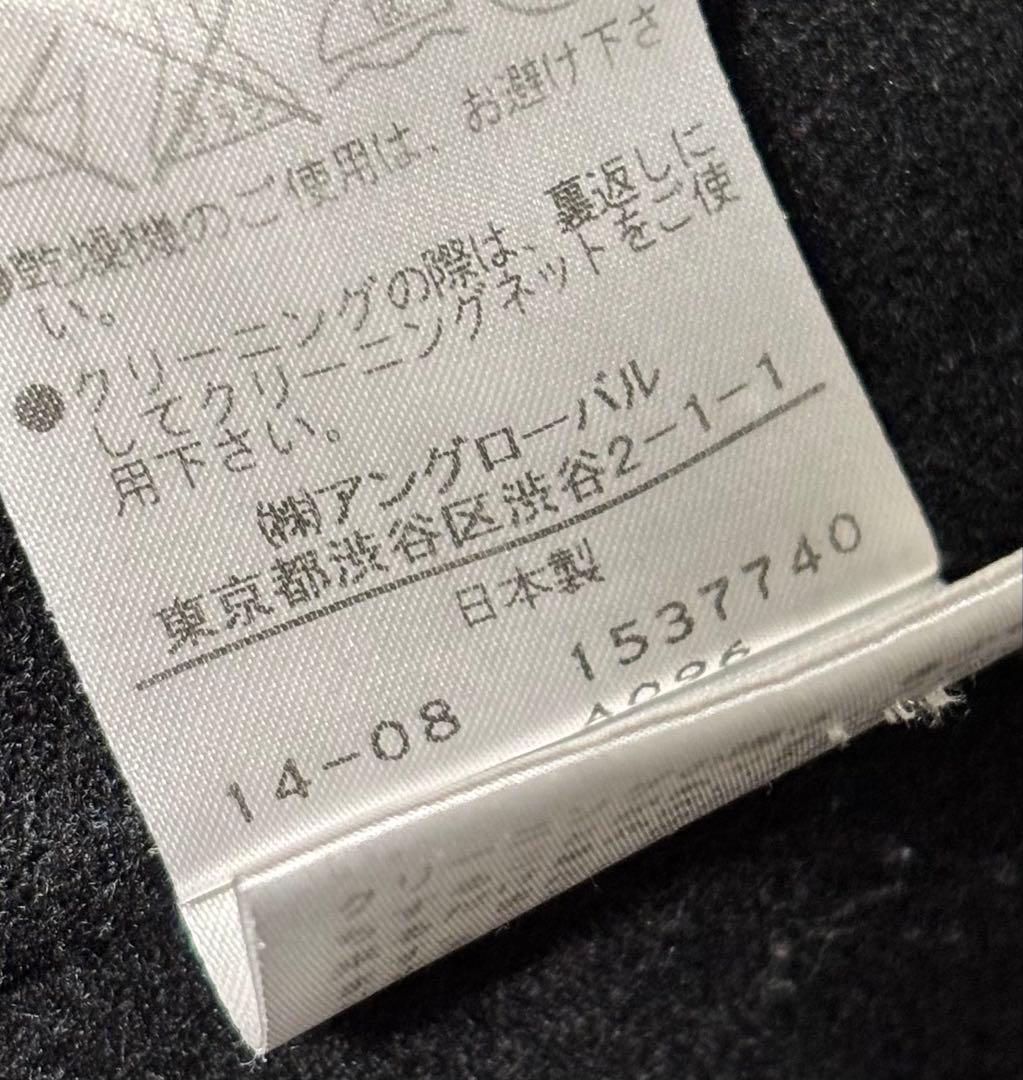 ●乾燥機のご使用は、お避け下さ
い。
●クリーニングの際は、裏返しに
してクリーニングネットをご使
用下さい。
㈱アングローバル
東京都渋谷区渋谷2-1-1
日本製
14-08 1537740